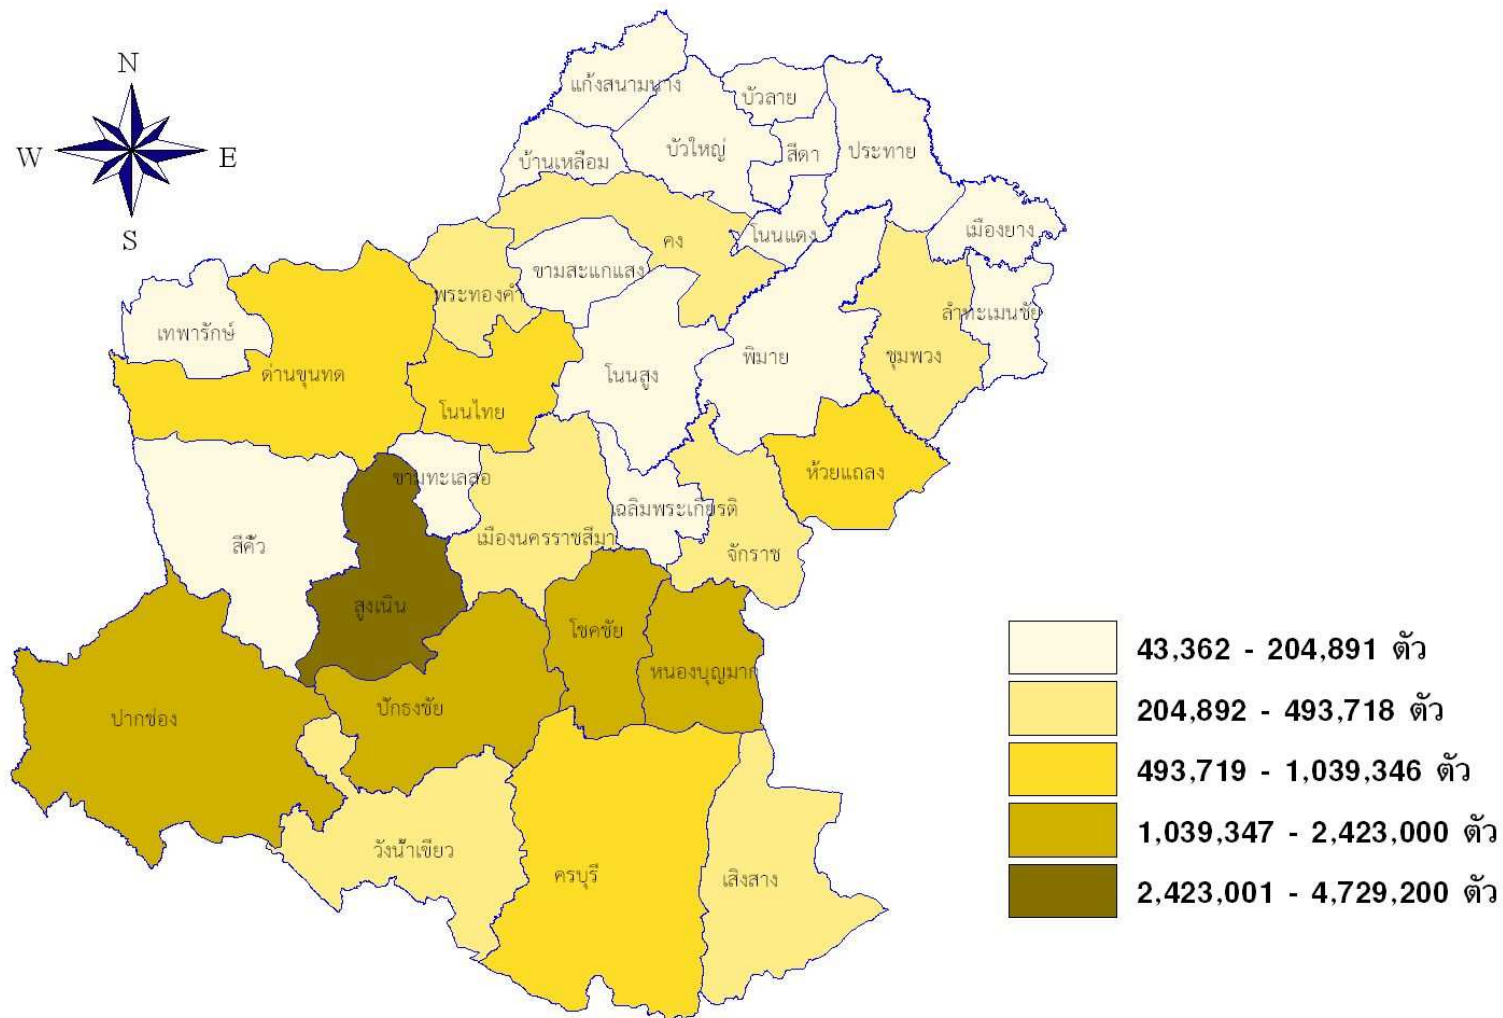 N
W
E
S
แก้งสนามนาง
บัวลาย
บัวใหญ่
สีดา
ประทาย
บ้านเหลื่อม
เมืองยาง
โนนแดง
คง
ขามสะแกแสง
พระทองคำ
ลำทะเมนชัย
เทพารักษ์
ด่านขุนทด
โนนสูง
พิมาย
ชุมพวง
โนนไทย
ขามทะเลสอ
ห้วยแถลง
เฉลิมพระเกียรติ
สีคิ้ว
เมืองนครราชสีมา
จักราช
สูงเนิน
โชคชัย
หนองบุญมาก
ปากช่อง
ปักธงชัย
วังน้ำเขียว
ครบุรี
เสิงสาง
43,362 - 204,891 ตัว
204,892 - 493,718 ตัว
493,719 - 1,039,346 ตัว
1,039,347 - 2,423,000 ตัว
2,423,001 - 4,729,200 ตัว